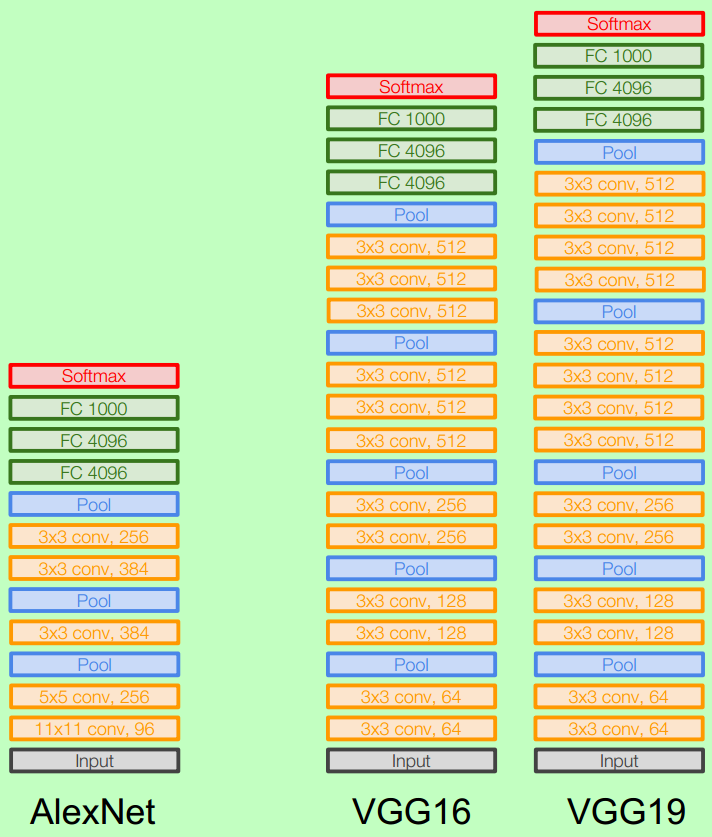 Softmax
FC 1000
FC 4096
FC 4096
Pool
3x3 conv, 256
3x3 conv, 384
Pool
3x3 conv, 384
Pool
5x5 conv, 256
11x11 conv, 96
Input
AlexNet
Softmax
FC 1000
FC 4096
FC 4096
Pool
3x3 conv, 512
3x3 conv, 512
3x3 conv, 512
Pool
3x3 conv, 512
3x3 conv, 512
3x3 conv, 512
Pool
3x3 conv, 256
3x3 conv, 256
Pool
3x3 conv, 128
3x3 conv, 128
Pool
3x3 conv, 64
3x3 conv, 64
Input
VGG16
Softmax
FC 1000
FC 4096
FC 4096
Pool
3x3 conv, 512
3x3 conv, 512
3x3 conv, 512
3x3 conv, 512
Pool
3x3 conv, 512
3x3 conv, 512
3x3 conv, 512
3x3 conv, 512
Pool
3x3 conv, 256
3x3 conv, 256
Pool
3x3 conv, 128
3x3 conv, 128
Pool
3x3 conv, 64
3x3 conv, 64
Input
VGG19